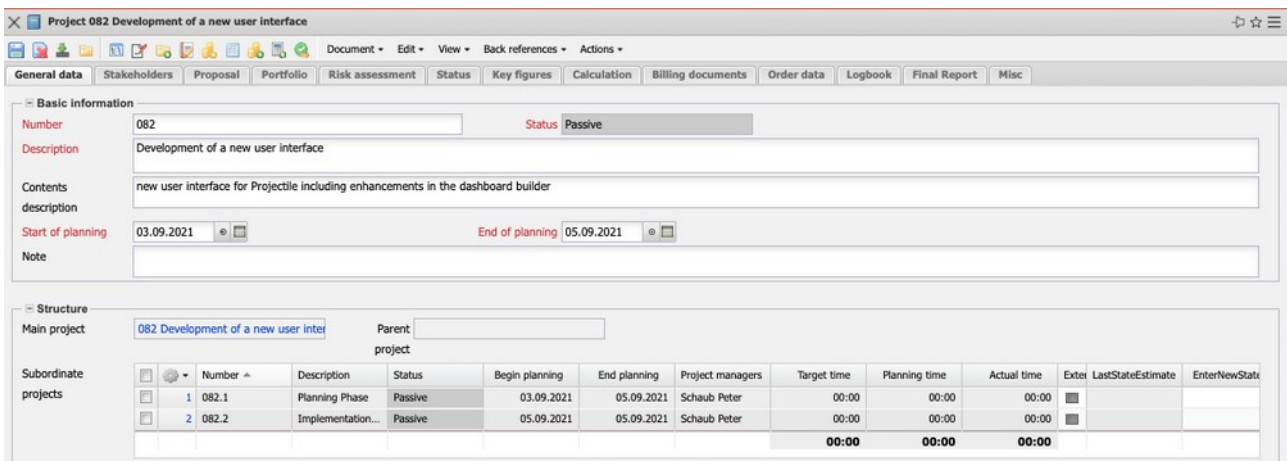 Project 082 Development of a new user interface
Document Edit View Back references Actions
General data Stakeholders Proposal Portfolio Risk assessment Status Key figures Calculation Billing documents Order data Logbook Final Report Misc
Basic information
Number 082 Status Passive
Description Development of a new user interface
Contents description new user interface for Projectile including enhancements in the dashboard builder
Start of planning 03.09.2021 End of planning 05.09.2021
Note
Structure
Main project 082 Development of a new user inter Parent project
Subordinate projects
Number Description Status Begin planning End planning Project managers Target time Planning time Actual time Exter LastStateEstimate EnterNewState
1 082.1 Planning Phase Passive 03.09.2021 05.09.2021 Schaub Peter 00:00 00:00 00:00
2 082.2 Implementation... Passive 05.09.2021 05.09.2021 Schaub Peter 00:00 00:00 00:00
00:00 00:00 00:00